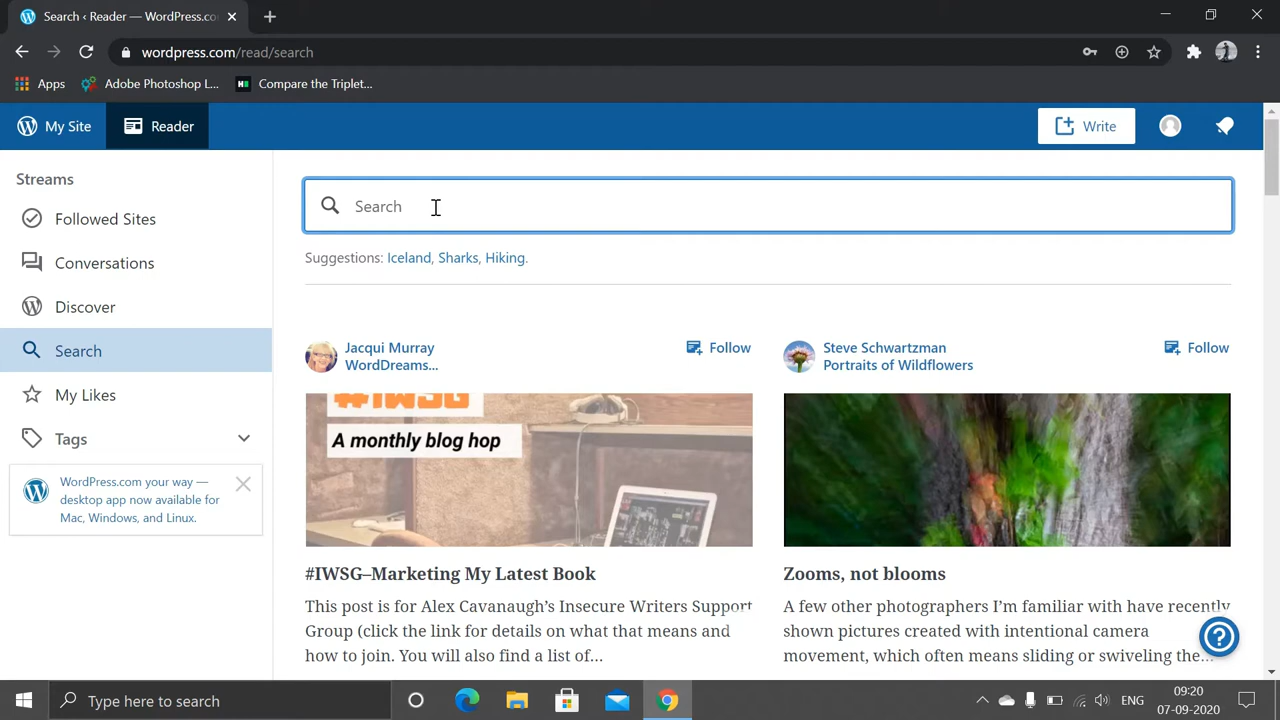 Search ‹ Reader — WordPress.co
wordpress.com/read/search
Apps
Adobe Photoshop L...
Compare the Triplet...
My Site
Reader
Write
Streams
Followed Sites
Conversations
Discover
Search
My Likes
Tags
WordPress.com your way —
desktop app now available for
Mac, Windows, and Linux.
Search
Suggestions: Iceland, Sharks, Hiking.
Jacqui Murray
WordDreams...
Follow
#IWSG
A monthly blog hop
#IWSG–Marketing My Latest Book
This post is for Alex Cavanaugh’s Insecure Writers Support
Group (click the link for details on what that means and
how to join. You will also find a list of...
Steve Schwartzman
Portraits of Wildflowers
Follow
Zooms, not blooms
A few other photographers I’m familiar with have recently
shown pictures created with intentional camera
movement, which often means sliding or swiveling the...
Type here to search
ENG
09:20
07-09-2020